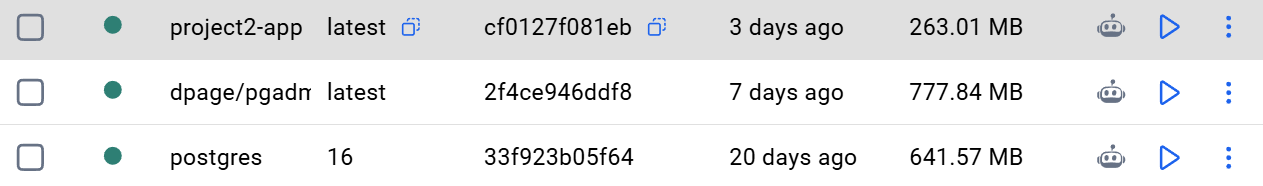 project2-app latest cf0127f081eb 3 days ago 263.01 MB
dpage/pgadm latest 2f4ce946ddf8 7 days ago 777.84 MB
postgres 16 33f923b05f64 20 days ago 641.57 MB